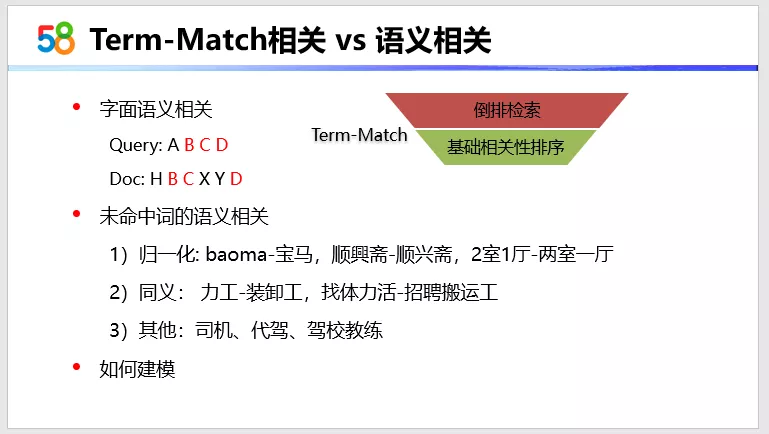 58 Term-Match相关 vs 语义相关
• 字面语义相关
Query: A B C D
Doc: H B C X Y D
Term-Match
倒排检索
基础相关性排序
• 未命中词的语义相关
1）归一化: baoma-宝马，顺興斋-顺兴斋，2室1厅-两室一厅
2）同义： 力工-装卸工，找体力活-招聘搬运工
3）其他：司机、代驾、驾校教练
• 如何建模